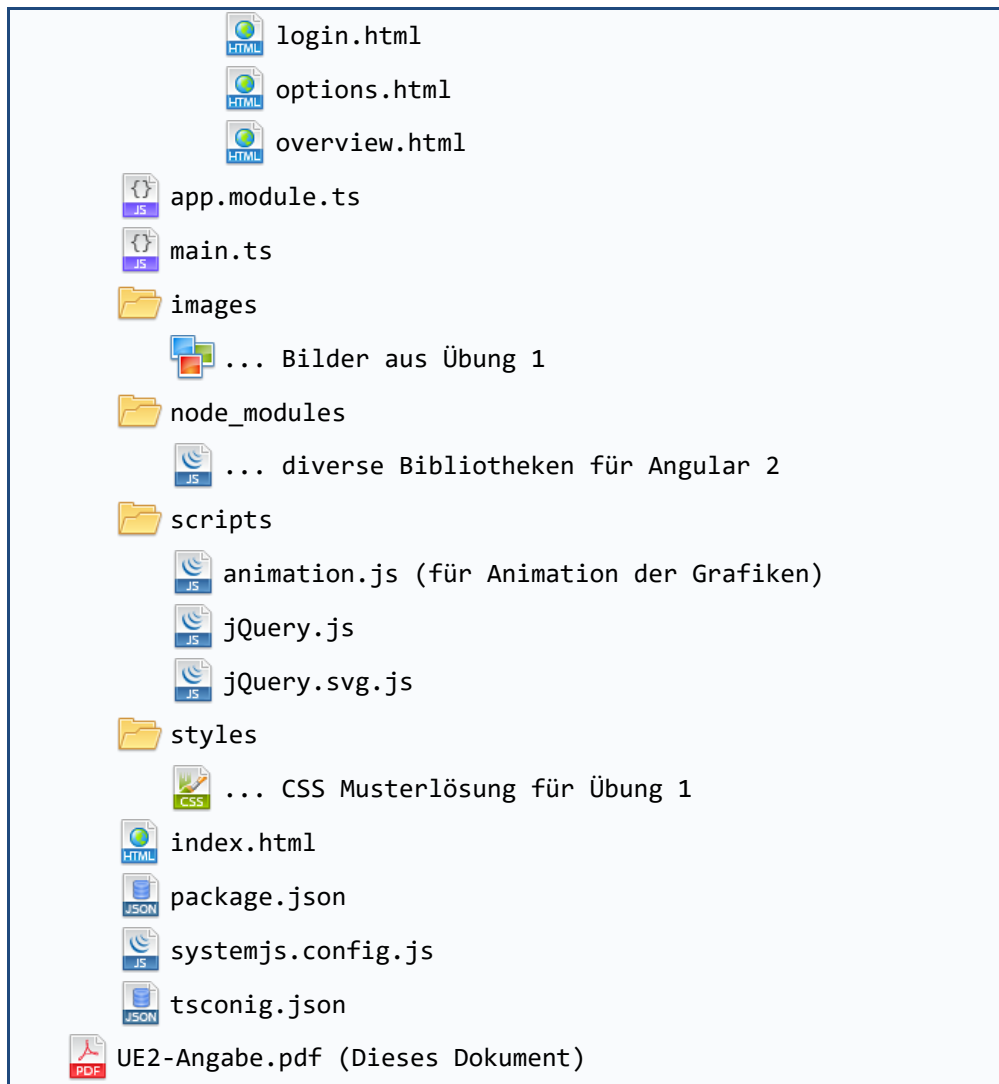 login.html
options.html
overview.html
app.module.ts
main.ts
images
... Bilder aus Übung 1
node_modules
... diverse Bibliotheken für Angular 2
scripts
animation.js (für Animation der Grafiken)
jQuery.js
jQuery.svg.js
styles
... CSS Musterlösung für Übung 1
index.html
package.json
systemjs.config.js
tsconig.json
UE2-Angabe.pdf (Dieses Dokument)